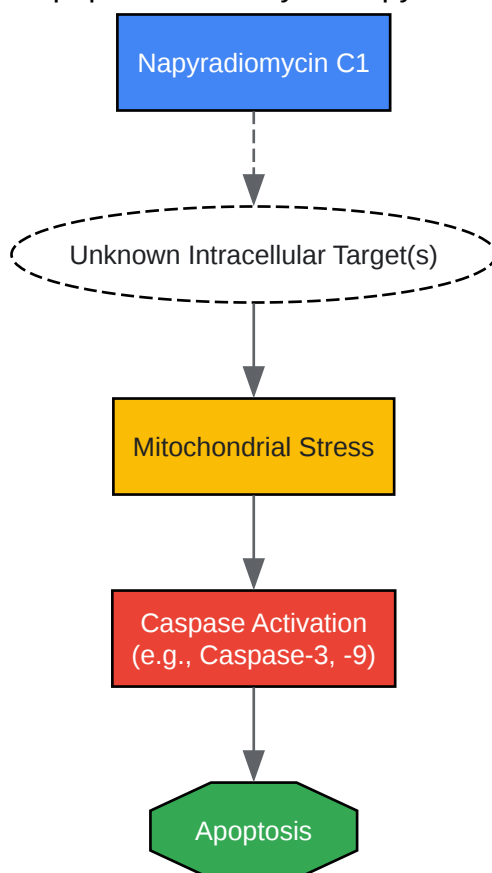 Napyradiomycin C1
Unknown Intracellular Target(s)
Mitochondrial Stress
Caspase Activation
(e.g., Caspase-3, -9)
Apoptosis